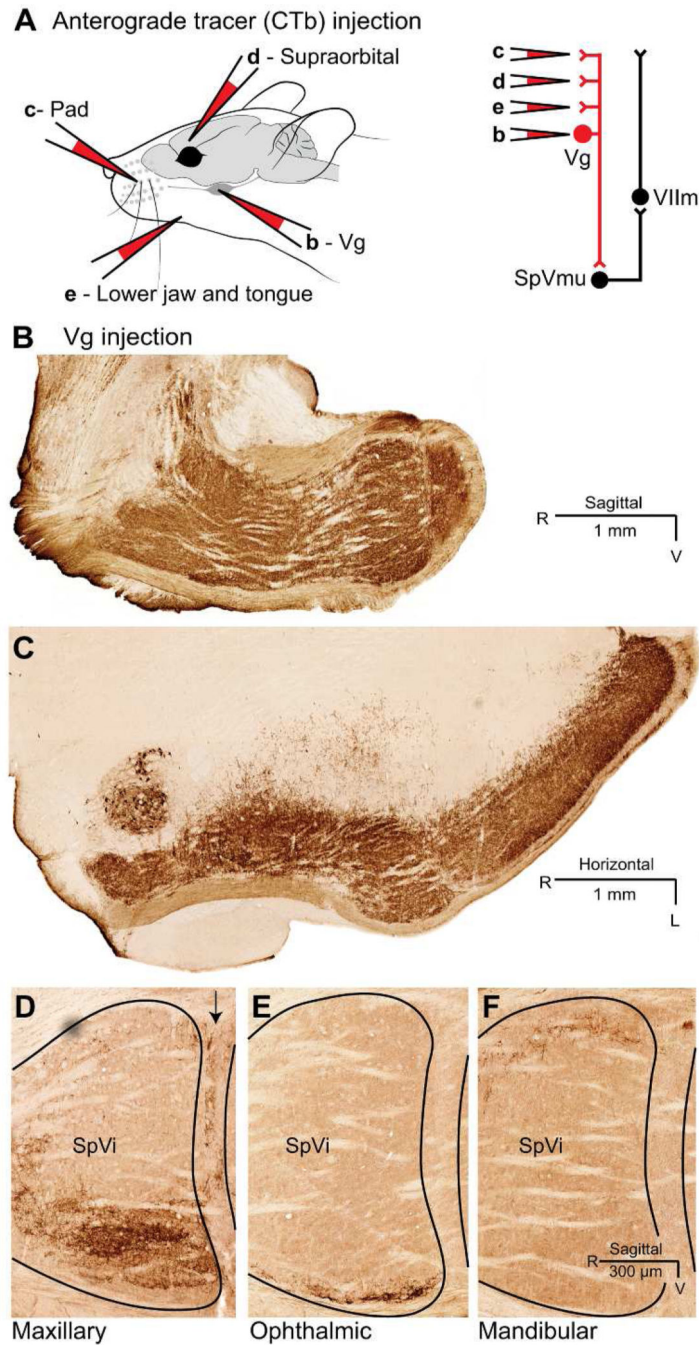 A Anterograde tracer (CTb) injection
d - Supraorbital
c- Pad
b - Vg
e - Lower jaw and tongue
c
d
e
b
Vg
VIIm
SpVmu
B Vg injection
Sagittal
R
1 mm
V
C
Horizontal
R
1 mm
L
D
SpVi
Maxillary
E
SpVi
Ophthalmic
F
SpVi
Sagittal
R
300 µm
V
Mandibular